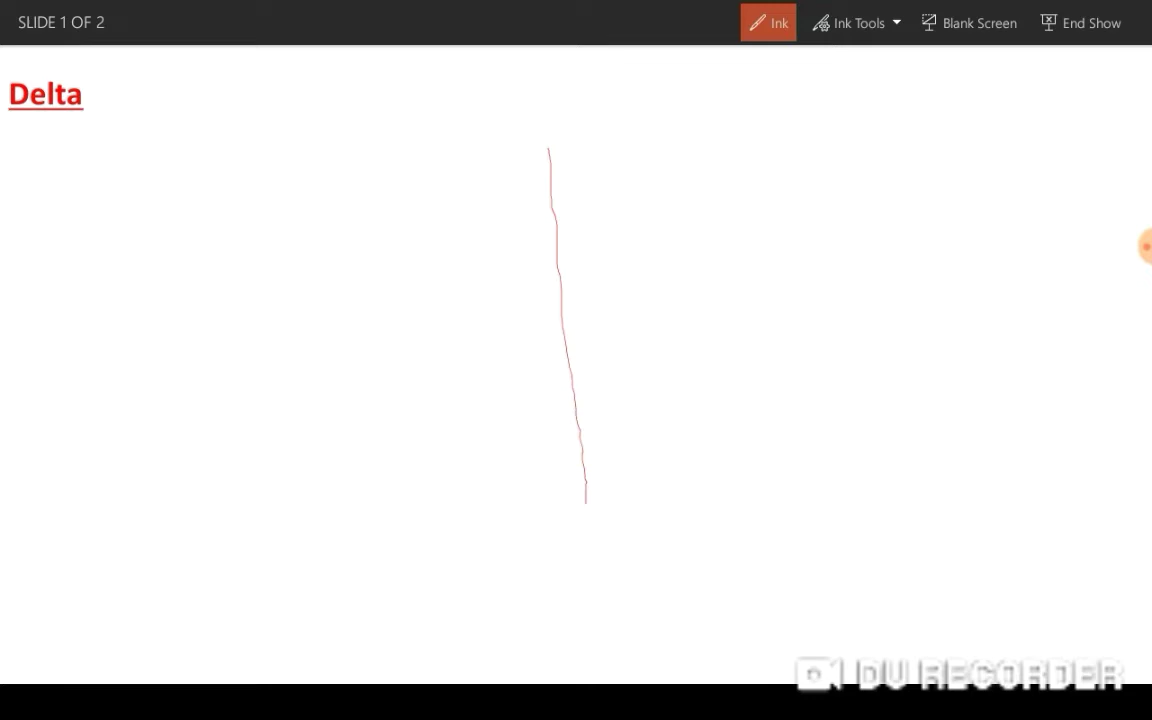 SLIDE 1 OF 2 Ink Ink Tools Blank Screen End Show
Delta
DU RECORDER